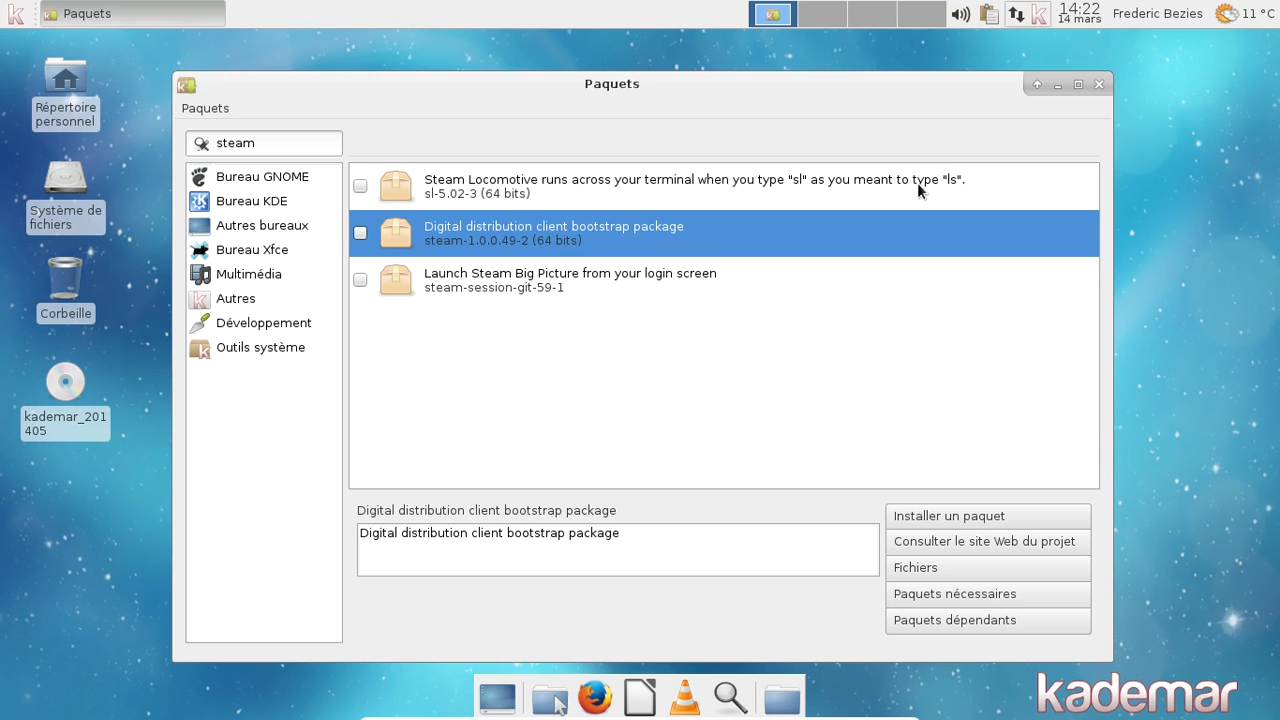 Paquets
14:22
14 mars
Frederic Bezies
11 °C
Répertoire
personnel
Système de
fichiers
Corbeille
kademar_201
405
Paquets
Paquets
steam
Bureau GNOME
Bureau KDE
Autres bureaux
Bureau Xfce
Multimédia
Autres
Développement
Outils système
Steam Locomotive runs across your terminal when you type "sl" as you meant to type "ls".
sl-5.02-3 (64 bits)
Digital distribution client bootstrap package
steam-1.0.0.49-2 (64 bits)
Launch Steam Big Picture from your login screen
steam-session-git-59-1
Digital distribution client bootstrap package
Digital distribution client bootstrap package
Installer un paquet
Consulter le site Web du projet
Fichiers
Paquets nécessaires
Paquets dépendants
kademar